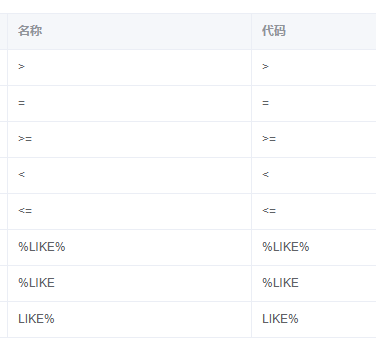 名称 代码
> >
= =
>= >=
< <
<= <=
%LIKE% %LIKE%
%LIKE %LIKE
LIKE% LIKE%